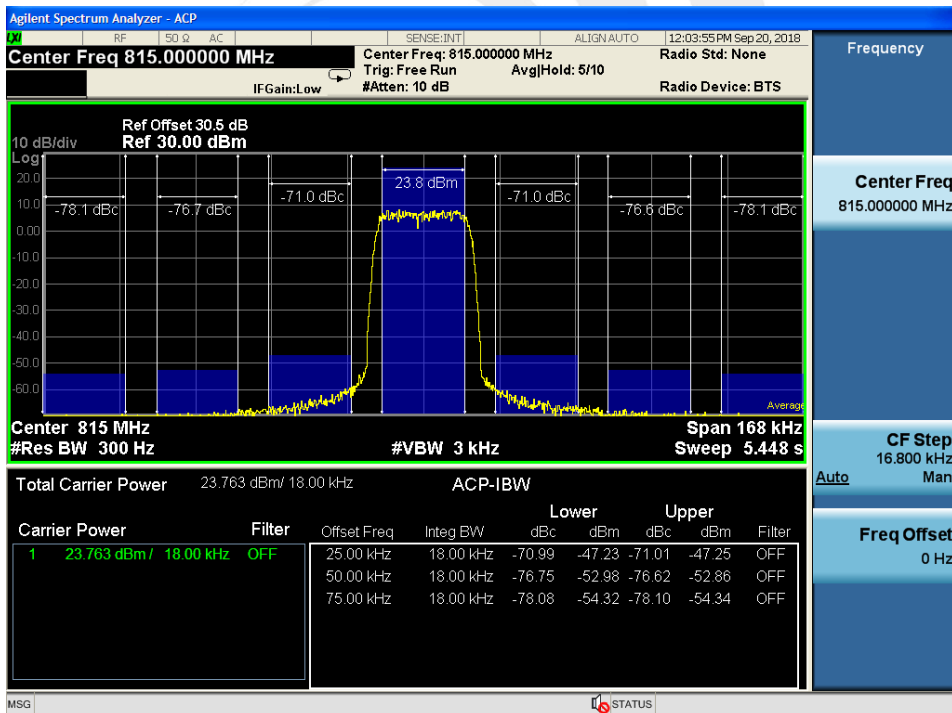 Agilent Spectrum Analyzer - ACP
LXI RF 50 Ω AC SENSE:INT ALIGN AUTO 12:03:55 PM Sep 20, 2018
Center Freq 815.000000 MHz
Center Freq: 815.000000 MHz Radio Std: None
Trig: Free Run Avg|Hold: 5/10
IFGain:Low #Atten: 10 dB Radio Device: BTS
Ref Offset 30.5 dB
10 dB/div Ref 30.00 dBm
Log
20.0
10.0
0.00
-10.0
-20.0
-30.0
-40.0
-50.0
-60.0
-78.1 dBc -76.7 dBc -71.0 dBc 23.8 dBm -71.0 dBc -76.6 dBc -78.1 dBc
Average
Center 815 MHz Span 168 kHz
#Res BW 300 Hz #VBW 3 kHz Sweep 5.448 s
Total Carrier Power 23.763 dBm/ 18.00 kHz ACP-IBW
Lower Upper
Carrier Power Filter Offset Freq Integ BW dBc dBm dBc dBm Filter
1 23.763 dBm / 18.00 kHz OFF 25.00 kHz 18.00 kHz -70.99 -47.23 -71.01 -47.25 OFF
50.00 kHz 18.00 kHz -76.75 -52.98 -76.62 -52.86 OFF
75.00 kHz 18.00 kHz -78.08 -54.32 -78.10 -54.34 OFF
MSG STATUS
Frequency
Center Freq
815.000000 MHz
CF Step
16.800 kHz
Auto Man
Freq Offset
0 Hz